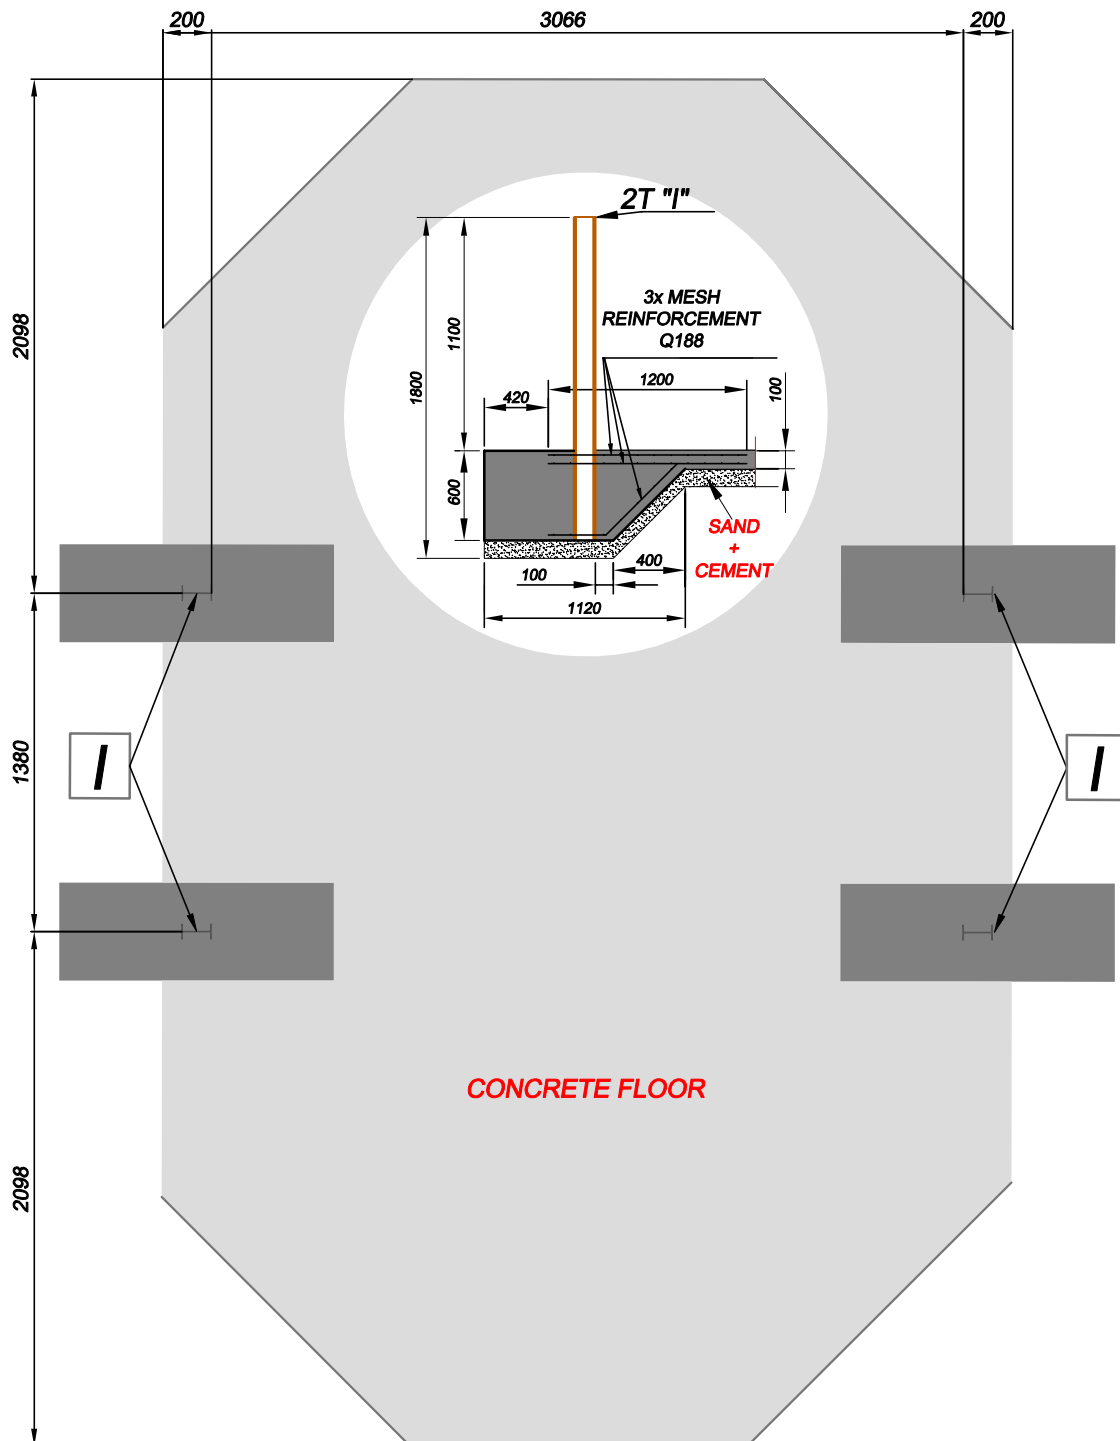 200
3066
200
2T "I"
3x MESH
REINFORCEMENT
Q188
2098
1100
1800
1200
100
420
600
SAND
+
CEMENT
400
100
1120
I
1380
I
CONCRETE FLOOR
2098